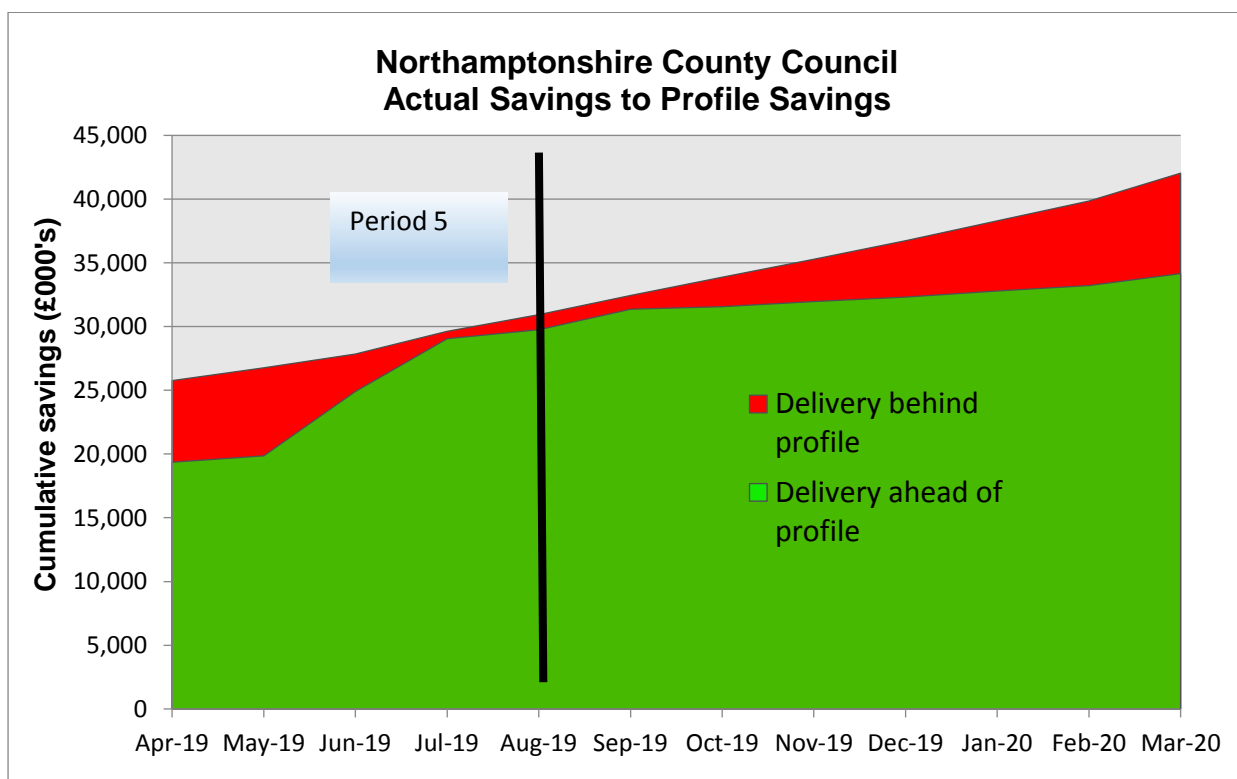 Northamptonshire County Council
Actual Savings to Profile Savings
Cumulative savings (£000's)
45,000
40,000
35,000
30,000
25,000
20,000
15,000
10,000
5,000
0
Period 5
Delivery behind
profile
Delivery ahead of
profile
Apr-19 May-19 Jun-19 Jul-19 Aug-19 Sep-19 Oct-19 Nov-19 Dec-19 Jan-20 Feb-20 Mar-20